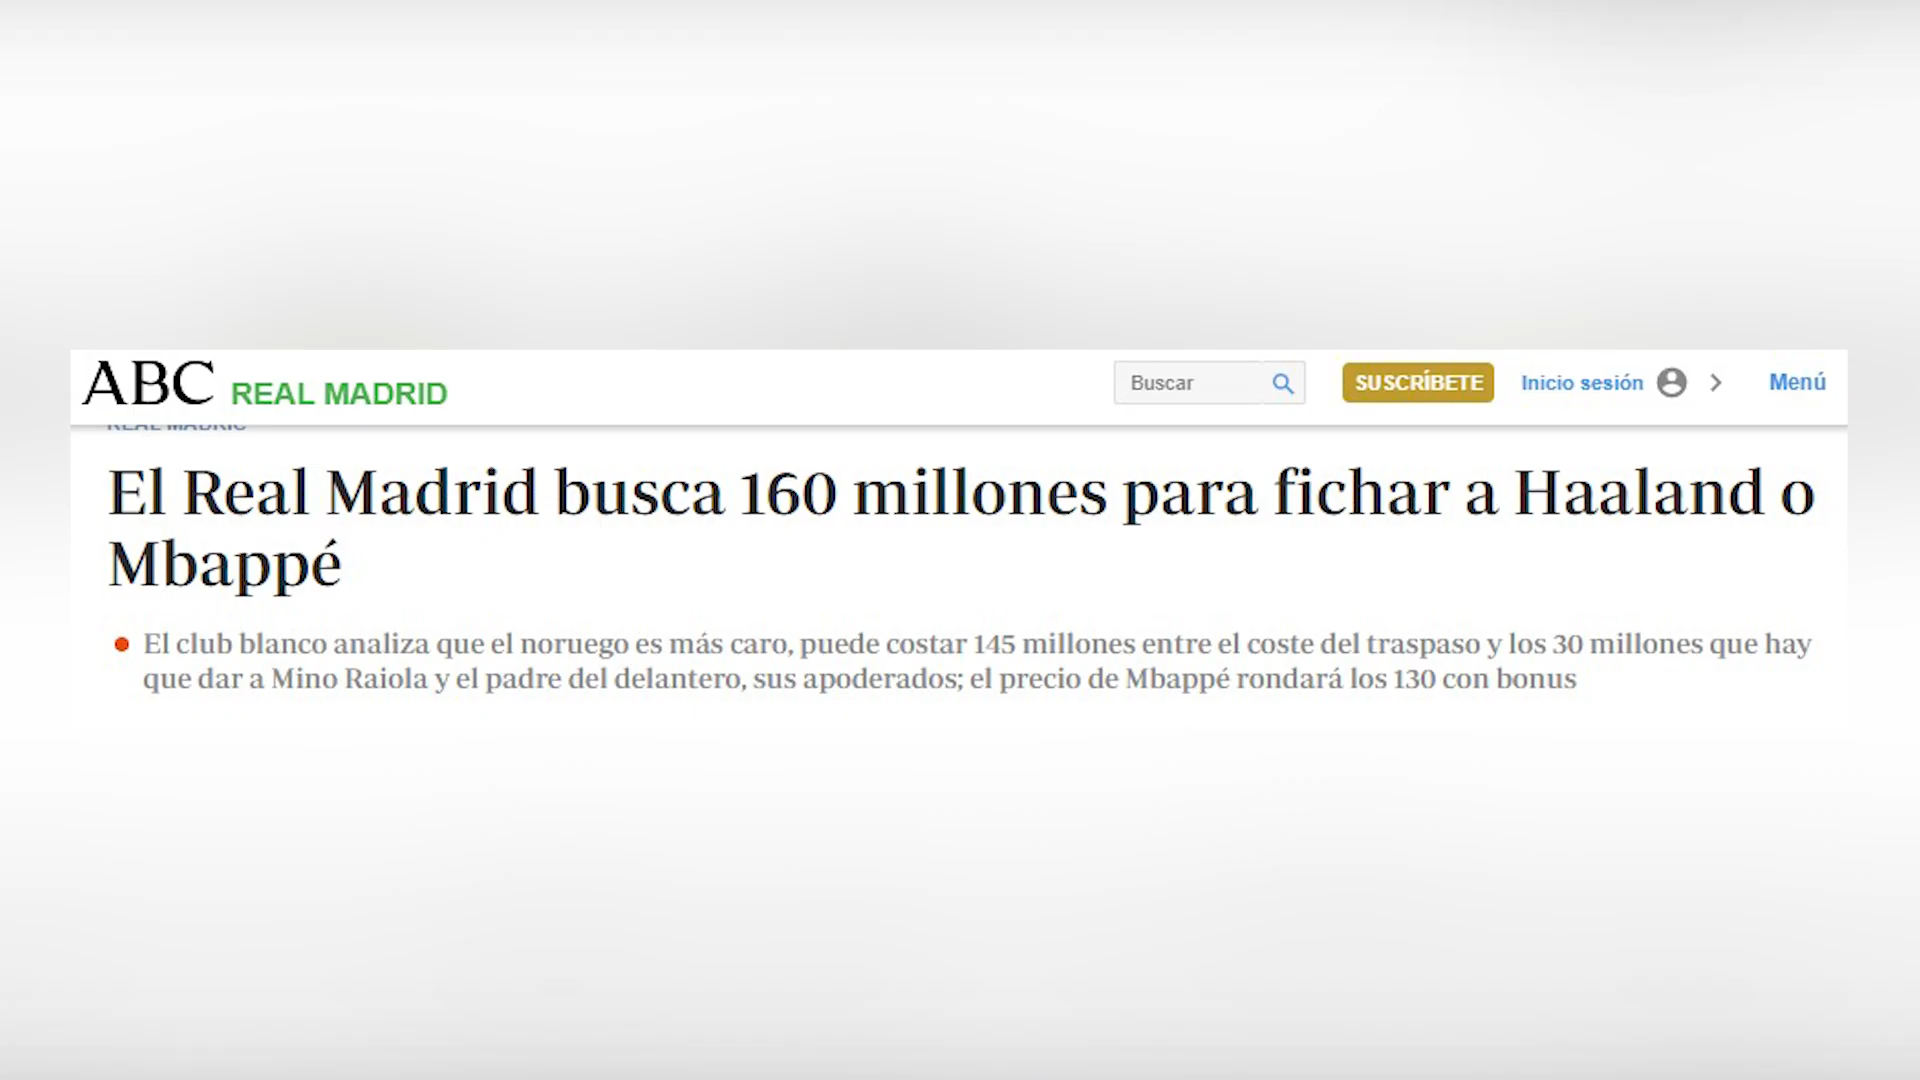 ABC REAL MADRID
Buscar
SUSCRÍBETE
Inicio sesión
Menú
El Real Madrid busca 160 millones para fichar a Haaland o
Mbappé
El club blanco analiza que el noruego es más caro, puede costar 145 millones entre el coste del traspaso y los 30 millones que hay
que dar a Mino Raiola y el padre del delantero, sus apoderados; el precio de Mbappé rondará los 130 con bonus